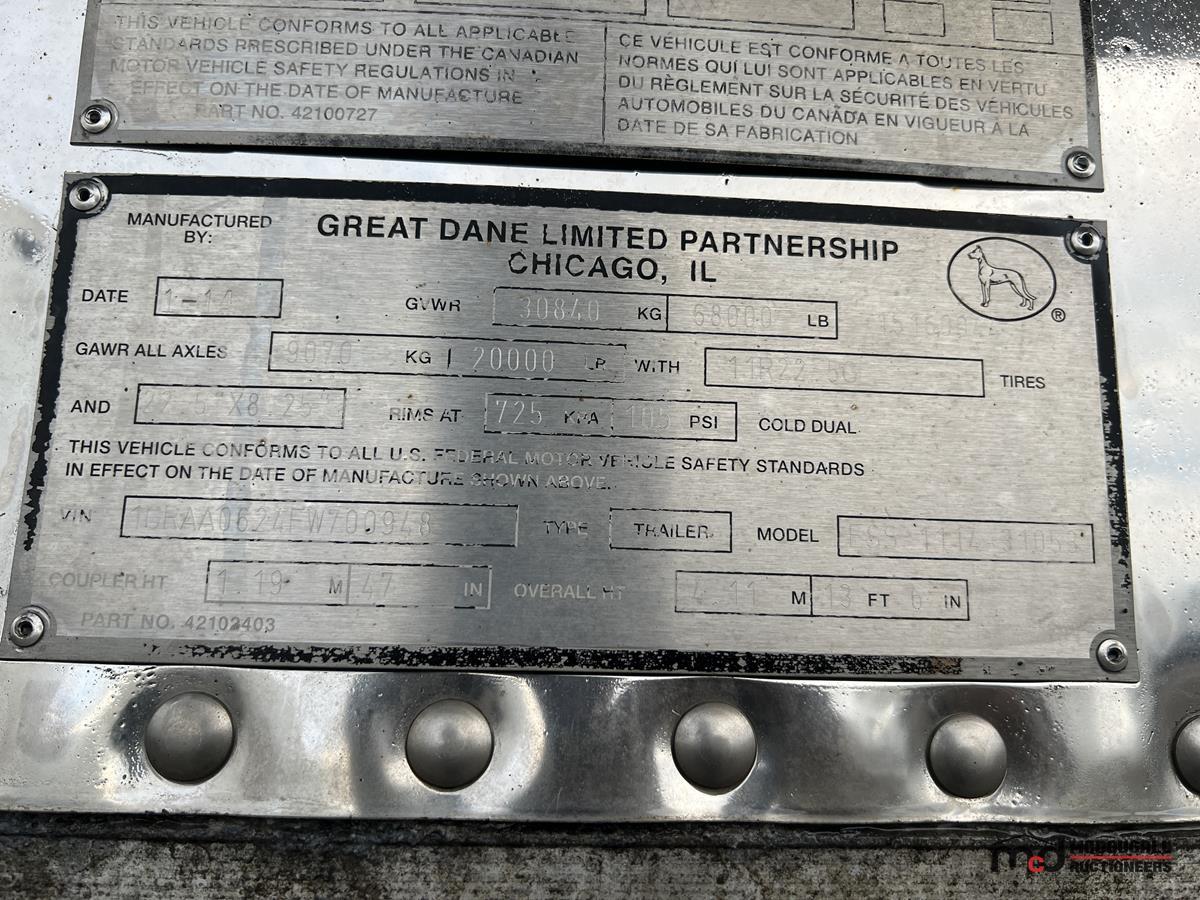 THIS VEHICLE CONFORMS TO ALL APPLICABLE
STANDARDS PRESCRIBED UNDER THE CANADIAN
MOTOR VEHICLE SAFETY REGULATIONS IN
EFFECT ON THE DATE OF MANUFACTURE
PART NO. 42100727
CE VÉHICULE EST CONFORME A TOUTES LES
NORMES QUI LUI SONT APPLICABLES EN VERTU
DU RÈGLEMENT SUR LA SÉCURITÉ DES VÉHICULES
AUTOMOBILES DU CANADA EN VIGUEUR À LA
DATE DE SA FABRICATION
MANUFACTURED BY:
GREAT DANE LIMITED PARTNERSHIP
CHICAGO, IL
DATE 1-14 GVWR 30840 KG 68000 LB
GAWR ALL AXLES 9070 KG 20000 LB WITH 11R22.5G TIRES
AND 22.5 X8.25 RIMS AT 725 KPA 105 PSI COLD DUAL
THIS VEHICLE CONFORMS TO ALL U.S. FEDERAL MOTOR VEHICLE SAFETY STANDARDS
IN EFFECT ON THE DATE OF MANUFACTURE SHOWN ABOVE.
VIN 1GRAA0624FW700948 TYPE TRAILER MODEL
COUPLER HT 1.19 M 47 IN OVERALL HT 4.11 M 13 FT 6 IN
PART NO. 42102403
®
mcd MCDOUGALL
AUCTIONEERS